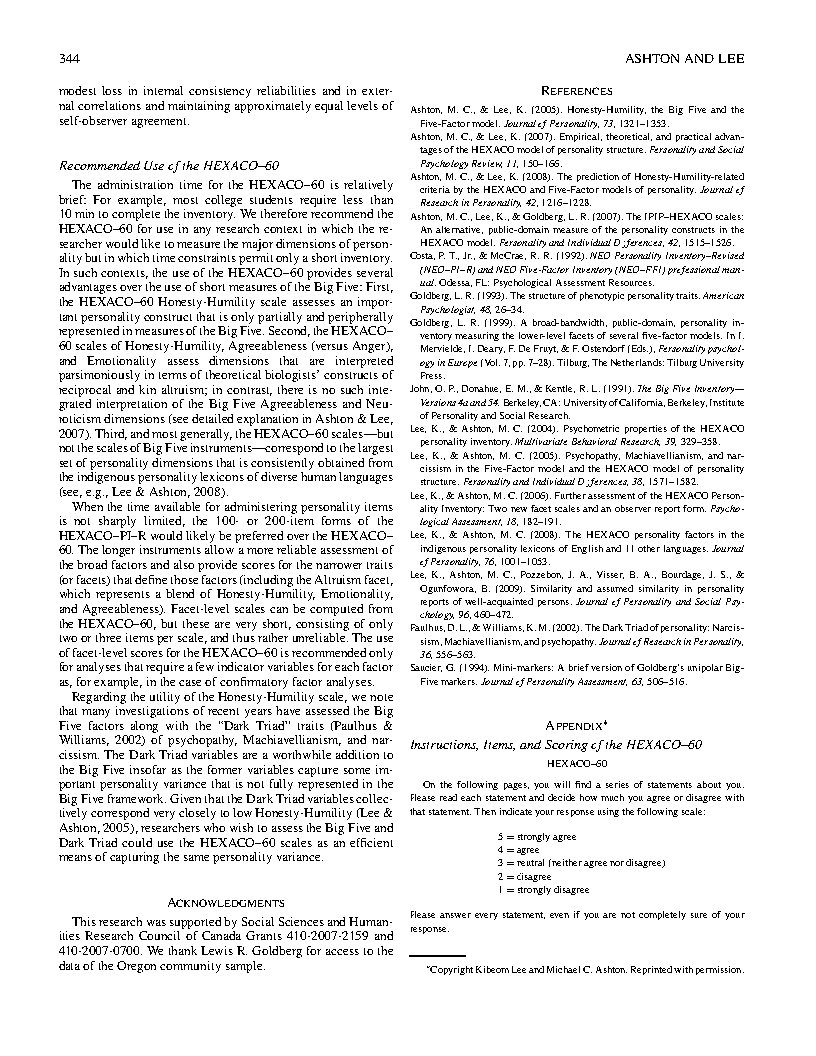 344
ASHTON AND LEE
modest loss in internal consistency reliabilities and in exter-
nal correlations and maintaining approximately equal levels of
self-observer agreement.
Recommended Use of the HEXACO–60
The administration time for the HEXACO–60 is relatively
brief: For example, most college students require less than
10 min to complete the inventory. We therefore recommend the
HEXACO–60 for use in any research context in which the re-
searcher would like to measure the major dimensions of person-
ality but in which time constraints permit only a short inventory.
In such contexts, the use of the HEXACO–60 provides several
advantages over the use of short measures of the Big Five: First,
the HEXACO–60 Honesty-Humility scale assesses an impor-
tant personality construct that is only partially and peripherally
represented in measures of the Big Five. Second, the HEXACO–
60 scales of Honesty-Humility, Agreeableness (versus Anger),
and Emotionality assess dimensions that are interpreted
parsimoniously in terms of theoretical biologists' constructs of
reciprocal and kin altruism; in contrast, there is no such inte-
grated interpretation of the Big Five Agreeableness and Neu-
roticism dimensions (see detailed explanation in Ashton & Lee,
2007). Third, and most generally, the HEXACO–60 scales—but
not the scales of Big Five instruments—correspond to the largest
set of personality dimensions that is consistently obtained from
the indigenous personality lexicons of diverse human languages
(see, e.g., Lee & Ashton, 2008).
When the time available for administering personality items
is not sharply limited, the 100- or 200-item forms of the
HEXACO–PI–R would likely be preferred over the HEXACO–
60. The longer instruments allow a more reliable assessment of
the broad factors and also provide scores for the narrower traits
(or facets) that define those factors (including the Altruism facet,
which represents a blend of Honesty-Humility, Emotionality,
and Agreeableness). Facet-level scales can be computed from
the HEXACO–60, but these are very short, consisting of only
two or three items per scale, and thus rather unreliable. The use
of facet-level scores for the HEXACO–60 is recommended only
for analyses that require a few indicator variables for each factor
as, for example, in the case of confirmatory factor analyses.
Regarding the utility of the Honesty-Humility scale, we note
that many investigations of recent years have assessed the Big
Five factors along with the "Dark Triad" traits (Paulhus &
Williams, 2002) of psychopathy, Machiavellianism, and nar-
cissism. The Dark Triad variables are a worthwhile addition to
the Big Five insofar as the former variables capture some im-
portant personality variance that is not fully represented in the
Big Five framework. Given that the Dark Triad variables collec-
tively correspond very closely to low Honesty-Humility (Lee &
Ashton, 2005), researchers who wish to assess the Big Five and
Dark Triad could use the HEXACO–60 scales as an efficient
means of capturing the same personality variance.
ACKNOWLEDGMENTS
This research was supported by Social Sciences and Human-
ities Research Council of Canada Grants 410-2007-2159 and
410-2007-0700. We thank Lewis R. Goldberg for access to the
data of the Oregon community sample.
REFERENCES
Ashton, M. C., & Lee, K. (2005). Honesty-Humility, the Big Five and the
Five-Factor model. Journal of Personality, 73, 1321–1353.
Ashton, M. C., & Lee, K. (2007). Empirical, theoretical, and practical advan-
tages of the HEXACO model of personality structure. Personality and Social
Psychology Review, 11, 150–166.
Ashton, M. C., & Lee, K. (2008). The prediction of Honesty-Humility-related
criteria by the HEXACO and Five-Factor models of personality. Journal of
Research in Personality, 42, 1216–1228.
Ashton, M. C., Lee, K., & Goldberg, L. R. (2007). The IPIP–HEXACO scales:
An alternative, public-domain measure of the personality constructs in the
HEXACO model. Personality and Individual Differences, 42, 1515–1526.
Costa, P. T., Jr., & McCrae, R. R. (1992). NEO Personality Inventory–Revised
(NEO–PI–R) and NEO Five-Factor Inventory (NEO–FFI) professional man-
ual. Odessa, FL: Psychological Assessment Resources.
Goldberg, L. R. (1993). The structure of phenotypic personality traits. American
Psychologist, 48, 26–34.
Goldberg, L. R. (1999). A broad-bandwidth, public-domain, personality in-
ventory measuring the lower-level facets of several five-factor models. In I.
Mervielde, I. Deary, F. De Fruyt, & F. Ostendorf (Eds.), Personality psychol-
ogy in Europe (Vol. 7, pp. 7–28). Tilburg, The Netherlands: Tilburg University
Press.
John, O. P., Donahue, E. M., & Kentle, R. L. (1991). The Big Five Inventory—
Versions 4a and 54. Berkeley, CA: University of California, Berkeley, Institute
of Personality and Social Research.
Lee, K., & Ashton, M. C. (2004). Psychometric properties of the HEXACO
personality inventory. Multivariate Behavioral Research, 39, 329–358.
Lee, K., & Ashton, M. C. (2005). Psychopathy, Machiavellianism, and nar-
cissism in the Five-Factor model and the HEXACO model of personality
structure. Personality and Individual Differences, 38, 1571–1582.
Lee, K., & Ashton, M. C. (2006). Further assessment of the HEXACO Person-
ality Inventory: Two new facet scales and an observer report form. Psycho-
logical Assessment, 18, 182–191.
Lee, K., & Ashton, M. C. (2008). The HEXACO personality factors in the
indigenous personality lexicons of English and 11 other languages. Journal
of Personality, 76, 1001–1053.
Lee, K., Ashton, M. C., Pozzebon, J. A., Visser, B. A., Bourdage, J. S., &
Ogunfowora, B. (2009). Similarity and assumed similarity in personality
reports of well-acquainted persons. Journal of Personality and Social Psy-
chology, 96, 460–472.
Paulhus, D. L., & Williams, K. M. (2002). The Dark Triad of personality: Narcis-
sism, Machiavellianism, and psychopathy. Journal of Research in Personality,
36, 556–563.
Saucier, G. (1994). Mini-markers: A brief version of Goldberg's unipolar Big-
Five markers. Journal of Personality Assessment, 63, 506–516.
APPENDIX*
Instructions, Items, and Scoring of the HEXACO–60
HEXACO–60
On the following pages, you will find a series of statements about you.
Please read each statement and decide how much you agree or disagree with
that statement. Then indicate your response using the following scale:
5 = strongly agree
4 = agree
3 = neutral (neither agree nor disagree)
2 = disagree
1 = strongly disagree
Please answer every statement, even if you are not completely sure of your
response.
*Copyright Kibeom Lee and Michael C. Ashton. Reprinted with permission.